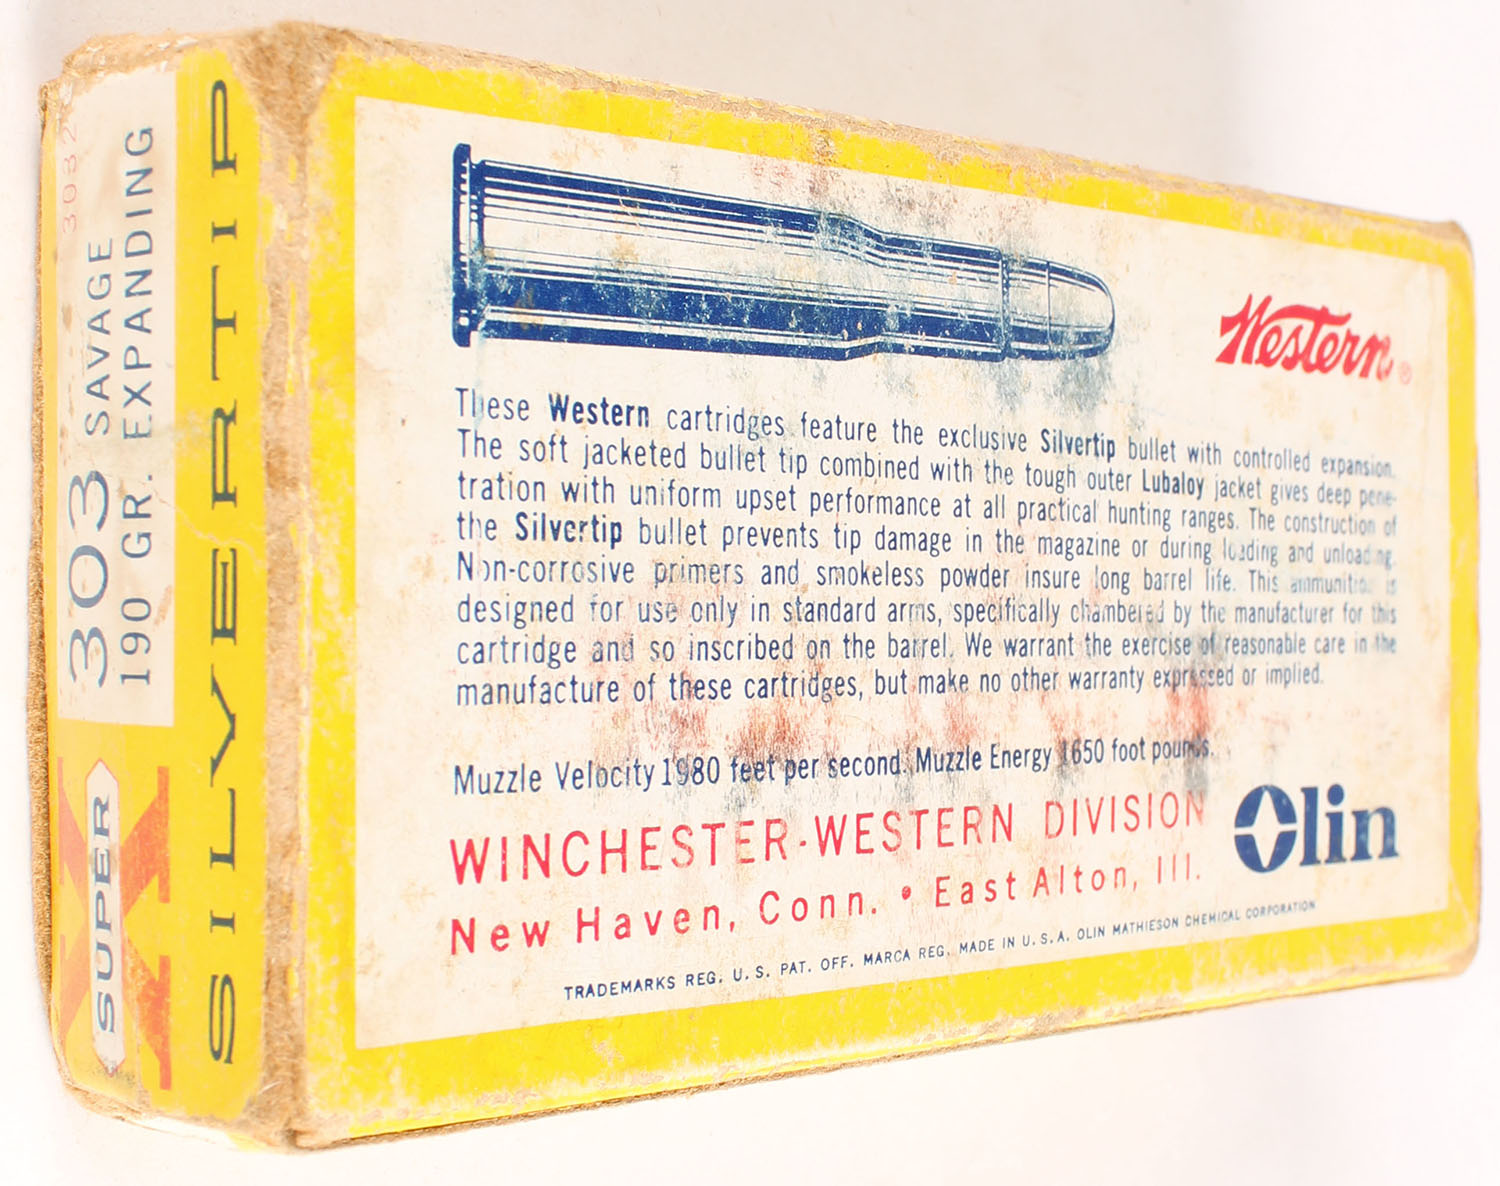 3032
303 SAVAGE
190 GR. EXPANDING
SUPER
X
SILVERTIP
Western®
These Western cartridges feature the exclusive Silvertip bullet with controlled expansion.
The soft jacketed bullet tip combined with the tough outer Lubaloy jacket gives deep pene-
tration with uniform upset performance at all practical hunting ranges. The construction of
the Silvertip bullet prevents tip damage in the magazine or during loading and unloading.
Non-corrosive primers and smokeless powder insure long barrel life. This ammunition is
designed for use only in standard arms, specifically chambered by the manufacturer for this
cartridge and so inscribed on the barrel. We warrant the exercise of reasonable care in the
manufacture of these cartridges, but make no other warranty expressed or implied.
Muzzle Velocity 1980 feet per second. Muzzle Energy 1650 foot pounds.
WINCHESTER-WESTERN DIVISION
New Haven, Conn. • East Alton, Ill.
Olin
TRADEMARKS REG. U. S. PAT. OFF. MARCA REG. MADE IN U. S. A. OLIN MATHIESON CHEMICAL CORPORATION